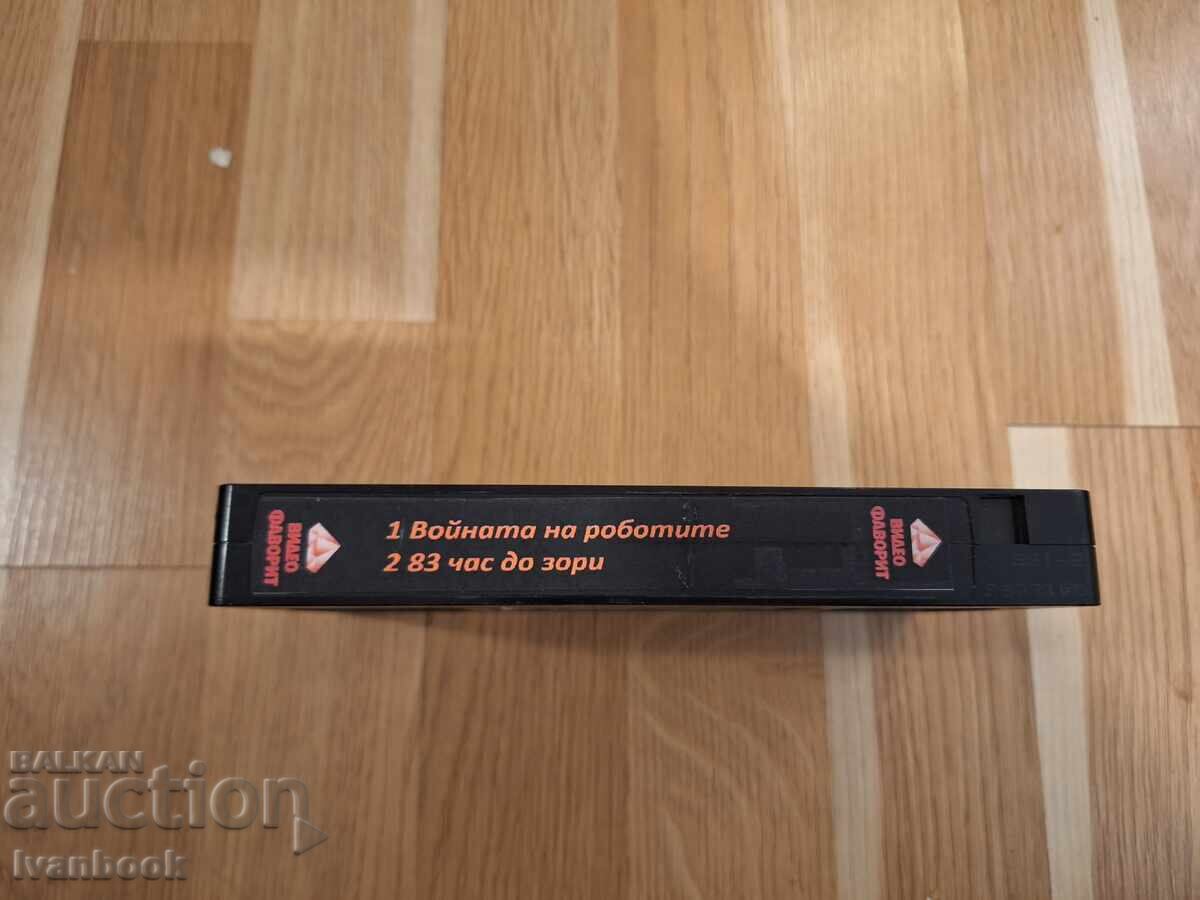 ВИДЕО
ФАВОРИТ
1 Войната на роботите
2 83 час до зори
ВИДЕО
ФАВОРИТ
BALKAN
auction
Ivanbook